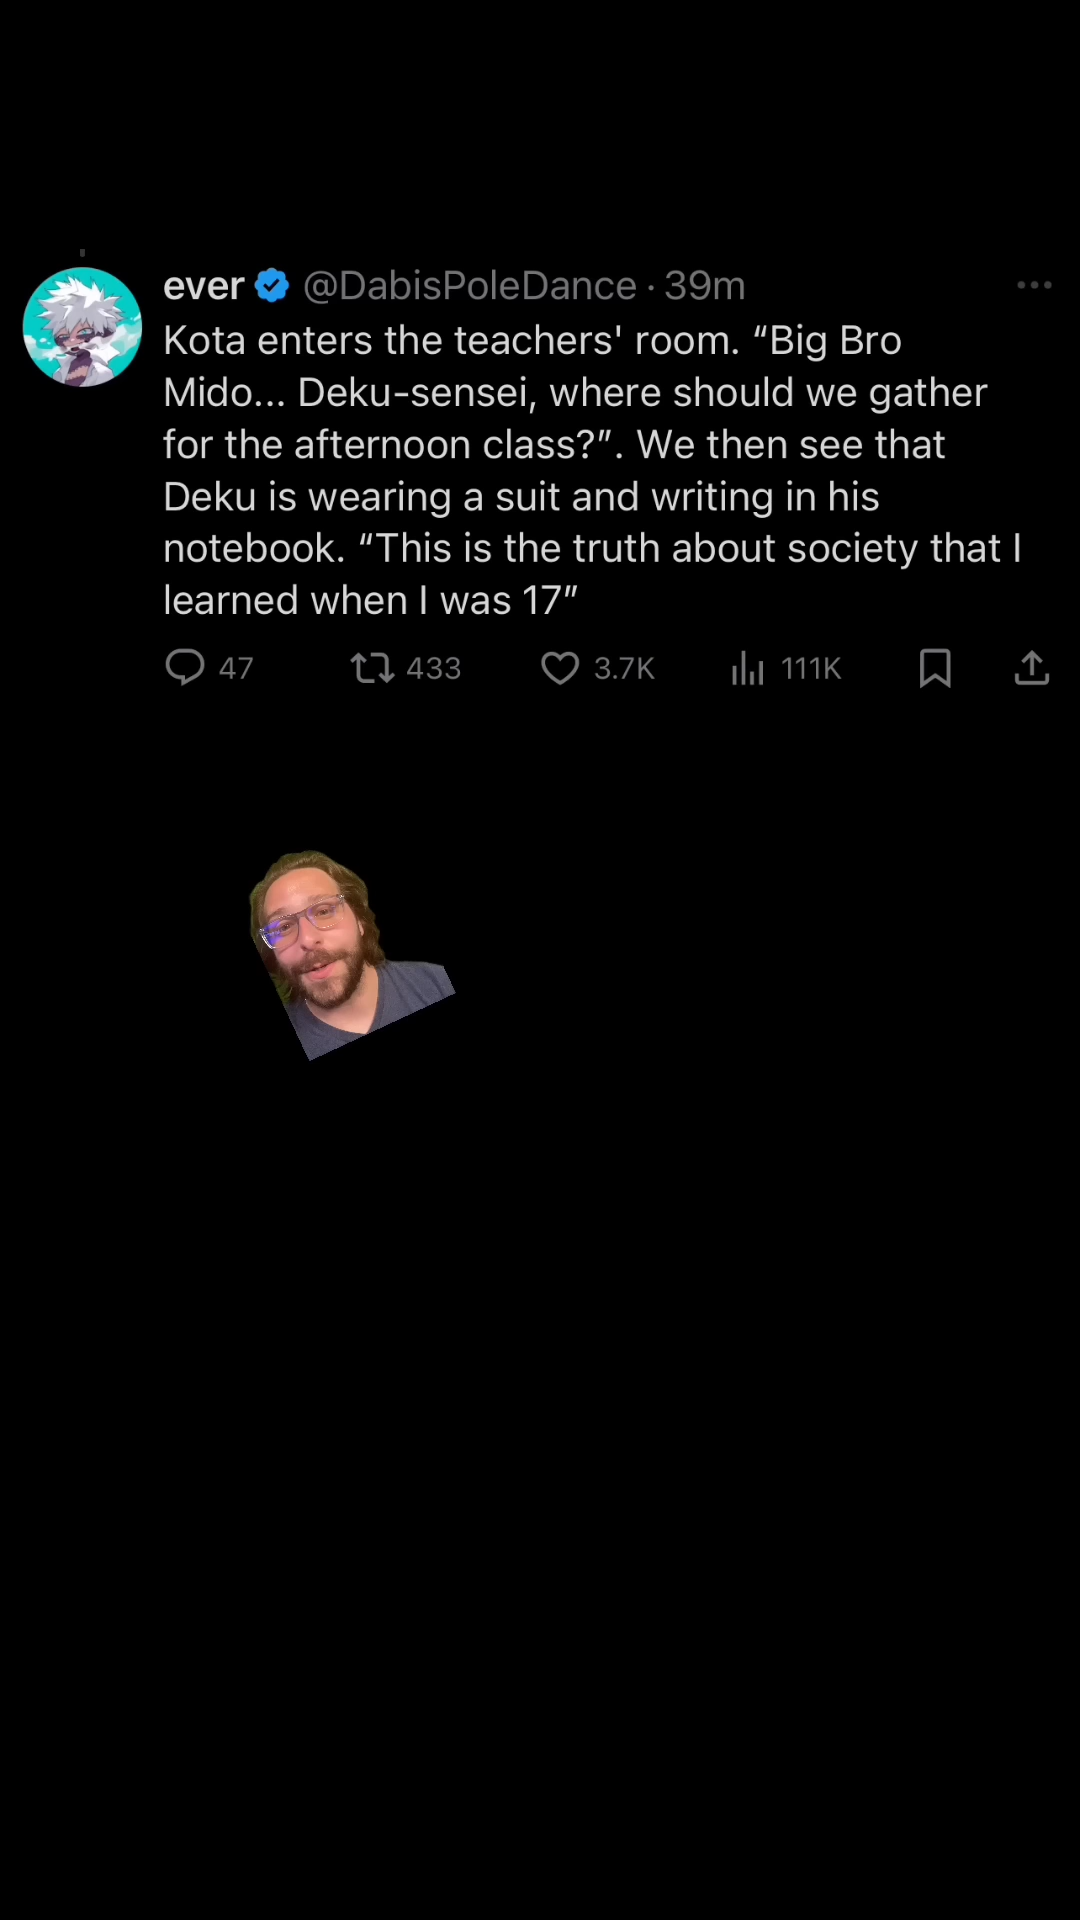 ever @DabisPoleDance · 39m
Kota enters the teachers' room. “Big Bro
Mido... Deku-sensei, where should we gather
for the afternoon class?”. We then see that
Deku is wearing a suit and writing in his
notebook. “This is the truth about society that I
learned when I was 17”
47 433 3.7K 111K